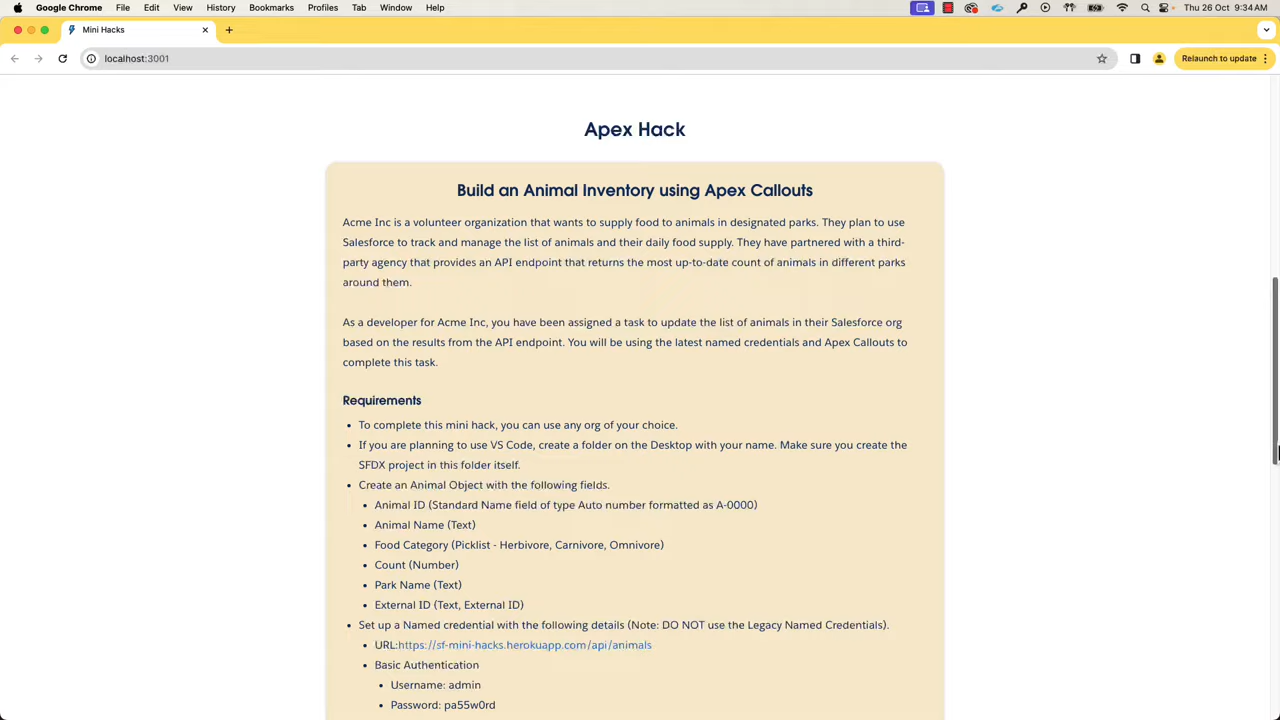 Google Chrome File Edit View History Bookmarks Profiles Tab Window Help Thu 26 Oct 9:34 AM
Mini Hacks
localhost:3001 Relaunch to update
Apex Hack
Build an Animal Inventory using Apex Callouts
Acme Inc is a volunteer organization that wants to supply food to animals in designated parks. They plan to use
Salesforce to track and manage the list of animals and their daily food supply. They have partnered with a third-
party agency that provides an API endpoint that returns the most up-to-date count of animals in different parks
around them.
As a developer for Acme Inc, you have been assigned a task to update the list of animals in their Salesforce org
based on the results from the API endpoint. You will be using the latest named credentials and Apex Callouts to
complete this task.
Requirements
• To complete this mini hack, you can use any org of your choice.
• If you are planning to use VS Code, create a folder on the Desktop with your name. Make sure you create the
SFDX project in this folder itself.
• Create an Animal Object with the following fields.
• Animal ID (Standard Name field of type Auto number formatted as A-0000)
• Animal Name (Text)
• Food Category (Picklist - Herbivore, Carnivore, Omnivore)
• Count (Number)
• Park Name (Text)
• External ID (Text, External ID)
• Set up a Named credential with the following details (Note: DO NOT use the Legacy Named Credentials).
• URL:https://sf-mini-hacks.herokuapp.com/api/animals
• Basic Authentication
• Username: admin
• Password: pa55w0rd